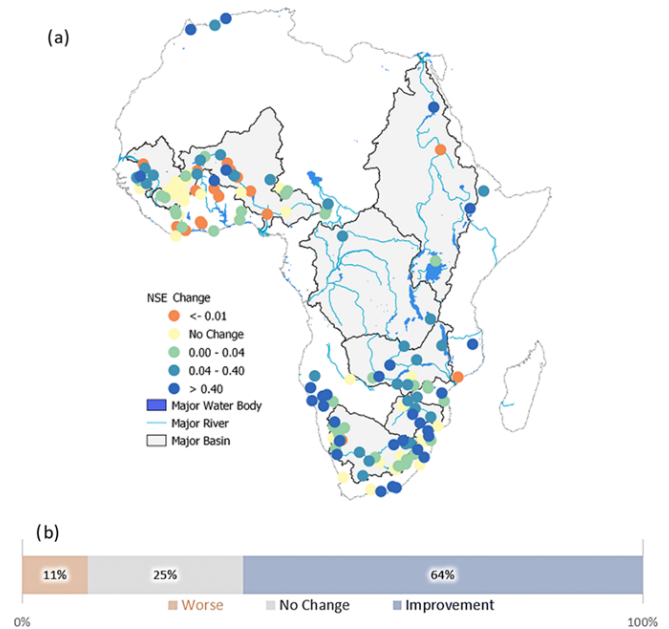 (a)
NSE Change
<- 0.01
No Change
0.00 - 0.04
0.04 - 0.40
> 0.40
Major Water Body
Major River
Major Basin
(b)
11% 25% 64%
Worse No Change Improvement
0% 100%